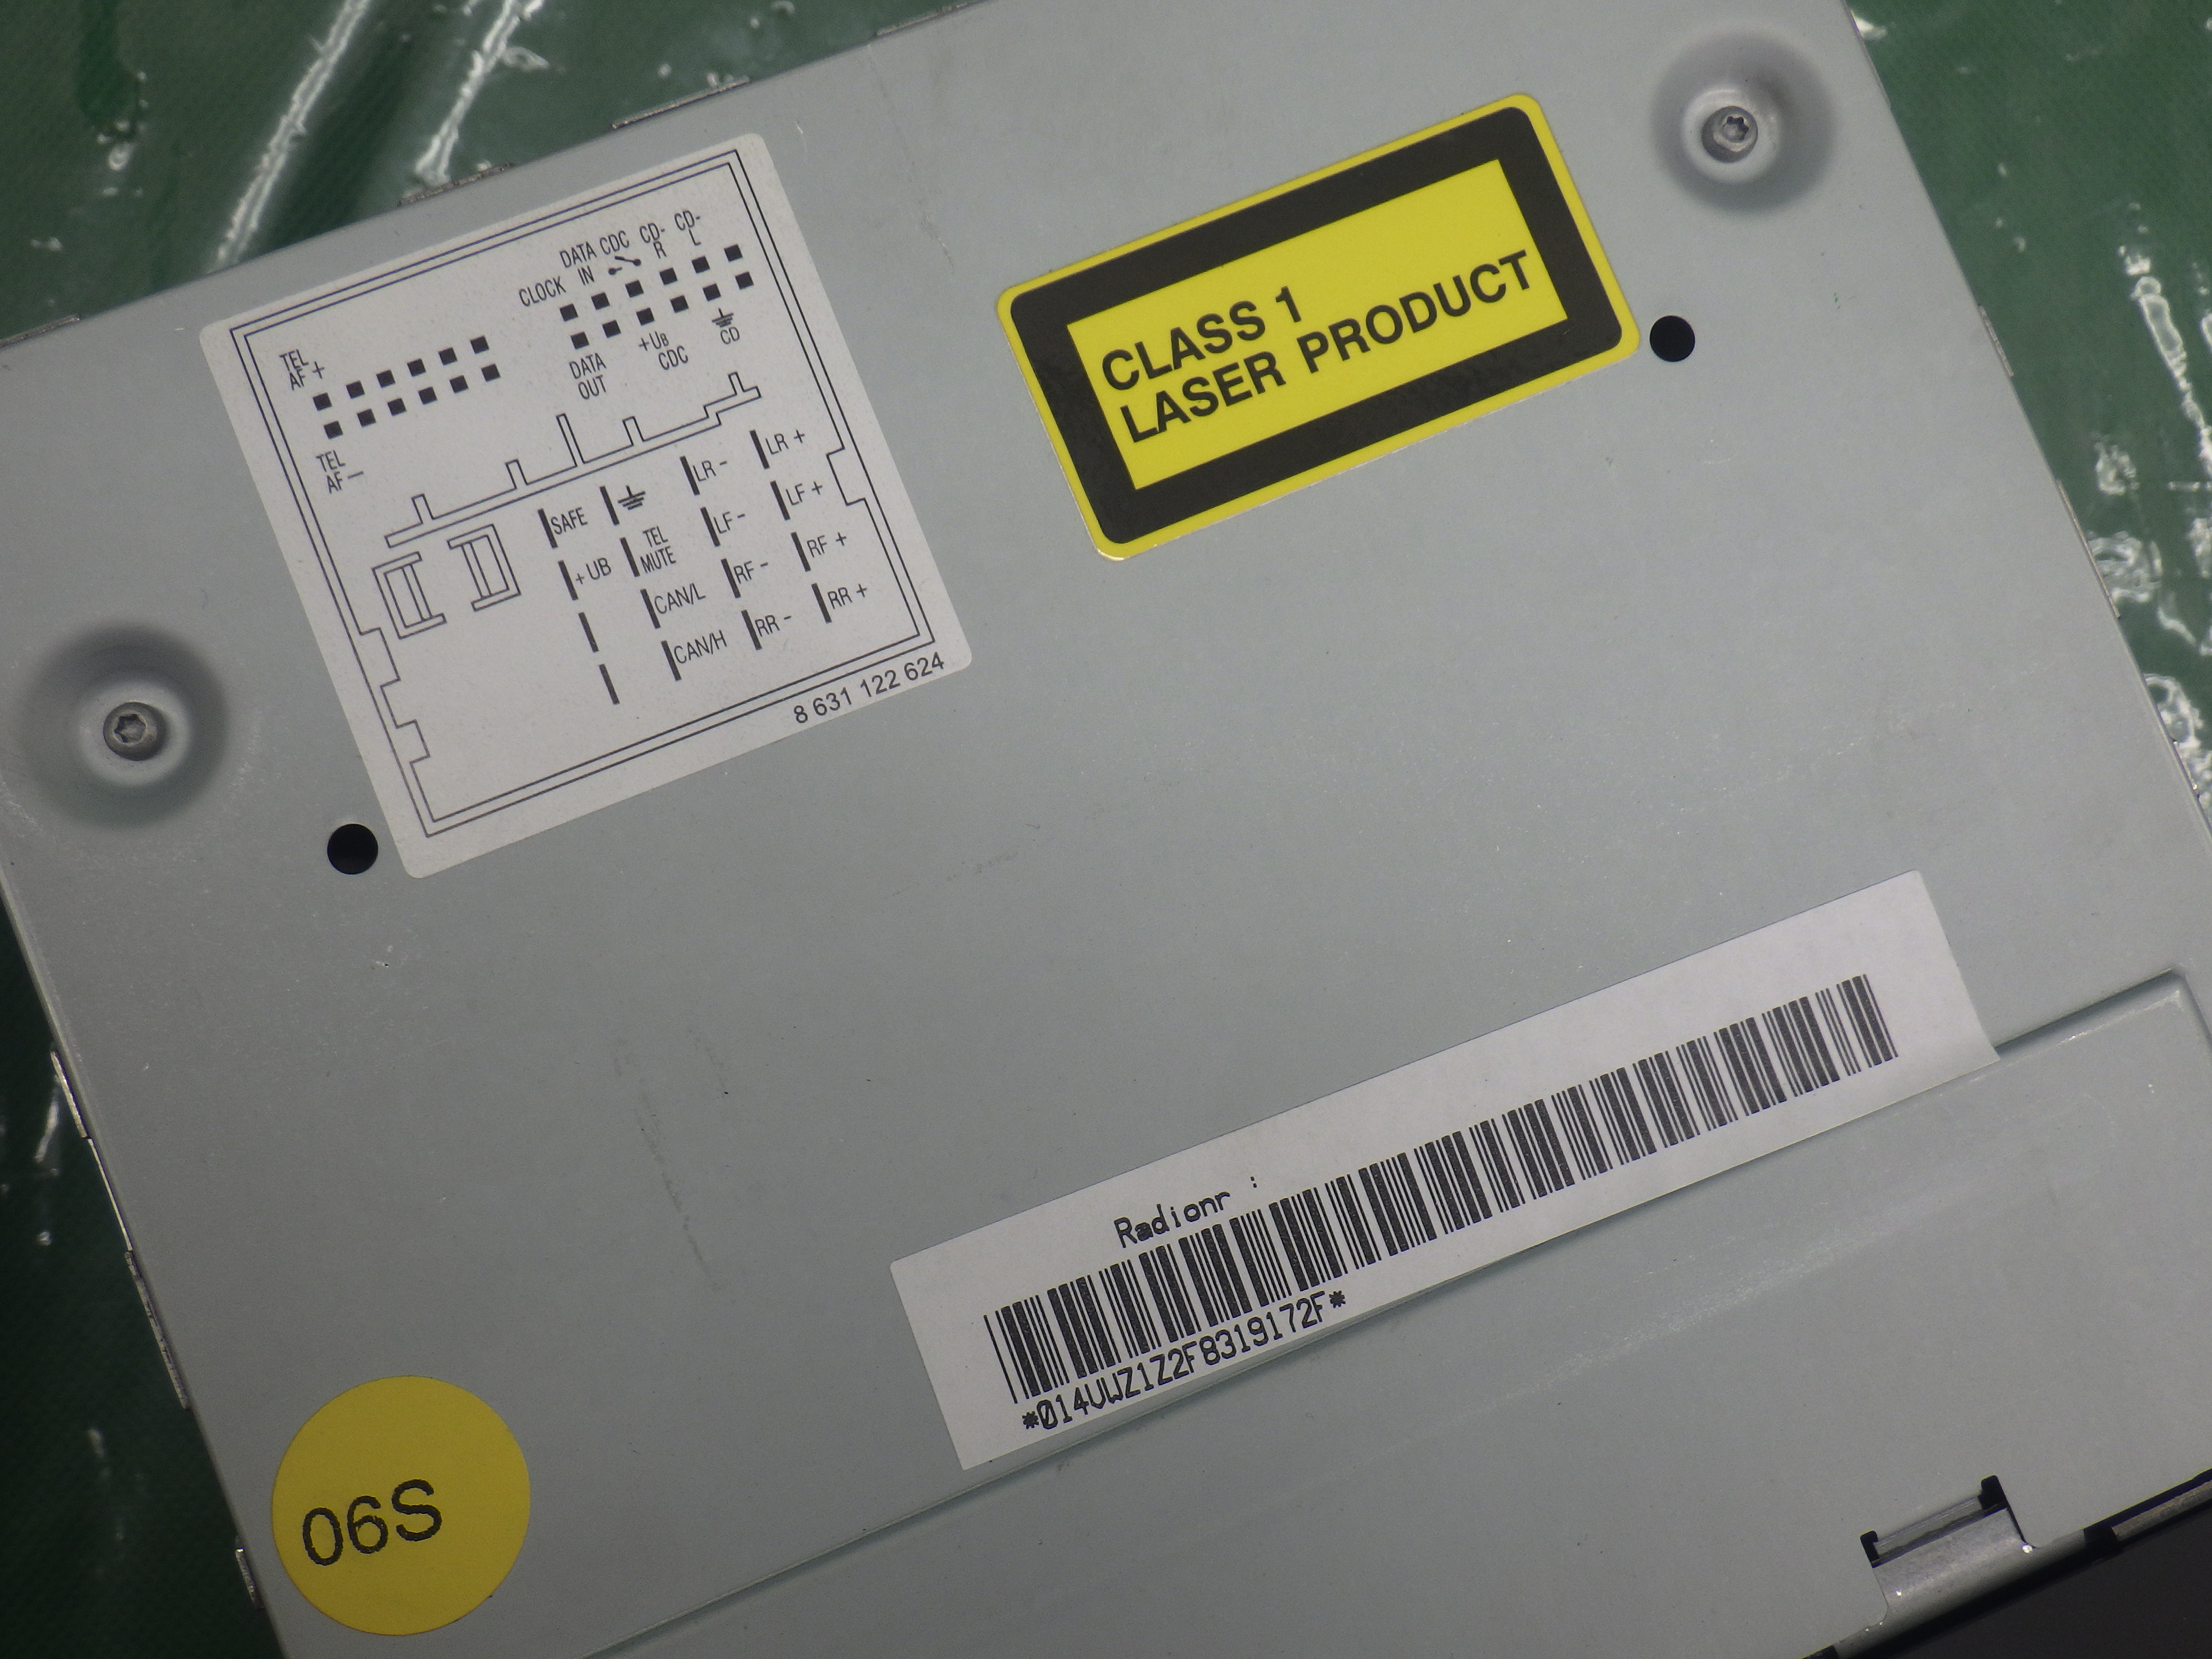 CLOCK
DATA IN
CDC
CD-R
CD-L
TEL AF +
TEL AF −
DATA OUT
+UB CDC
CD
SAFE
LR -
LR +
+UB
TEL MUTE
LF -
LF +
CAN/L
RF -
RF +
CAN/H
RR -
RR +
8 631 122 624
CLASS 1
LASER PRODUCT
Radionr :
*014VWZ1Z2F8319172F*
06S